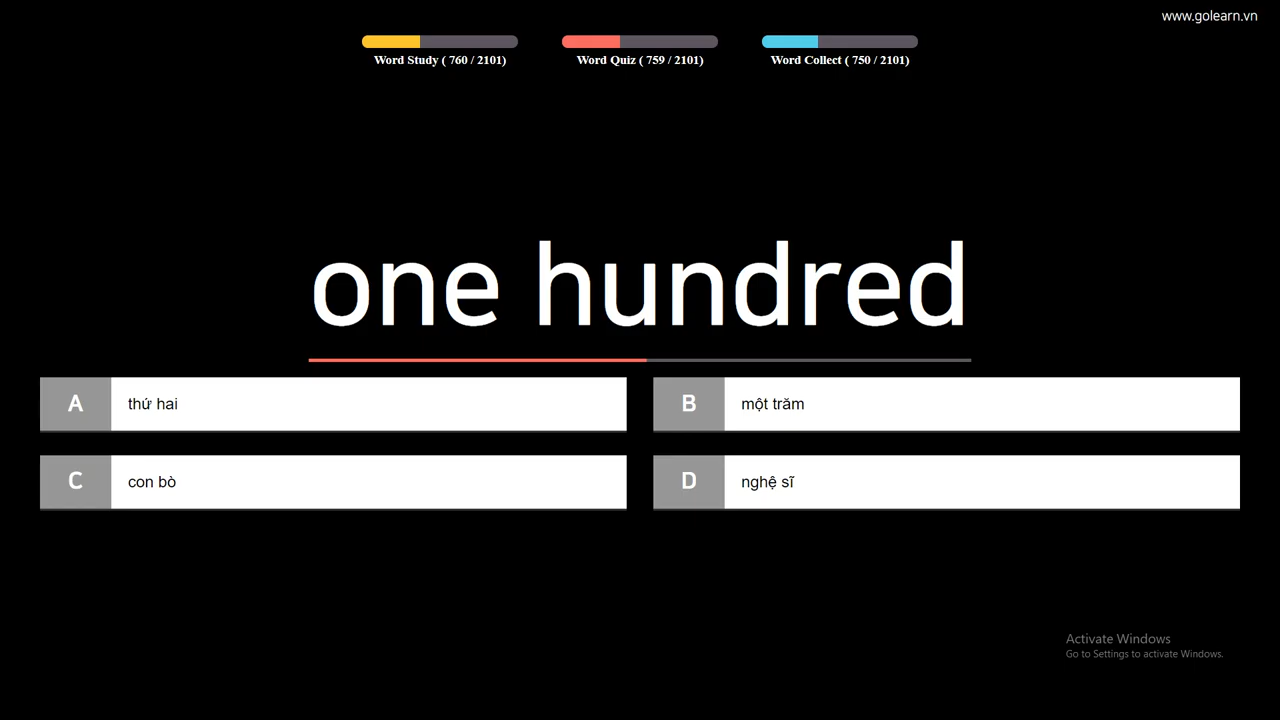 www.golearn.vn
Word Study ( 760 / 2101)
Word Quiz ( 759 / 2101)
Word Collect ( 750 / 2101)
one hundred
A thứ hai
B một trăm
C con bò
D nghệ sĩ
Activate Windows
Go to Settings to activate Windows.